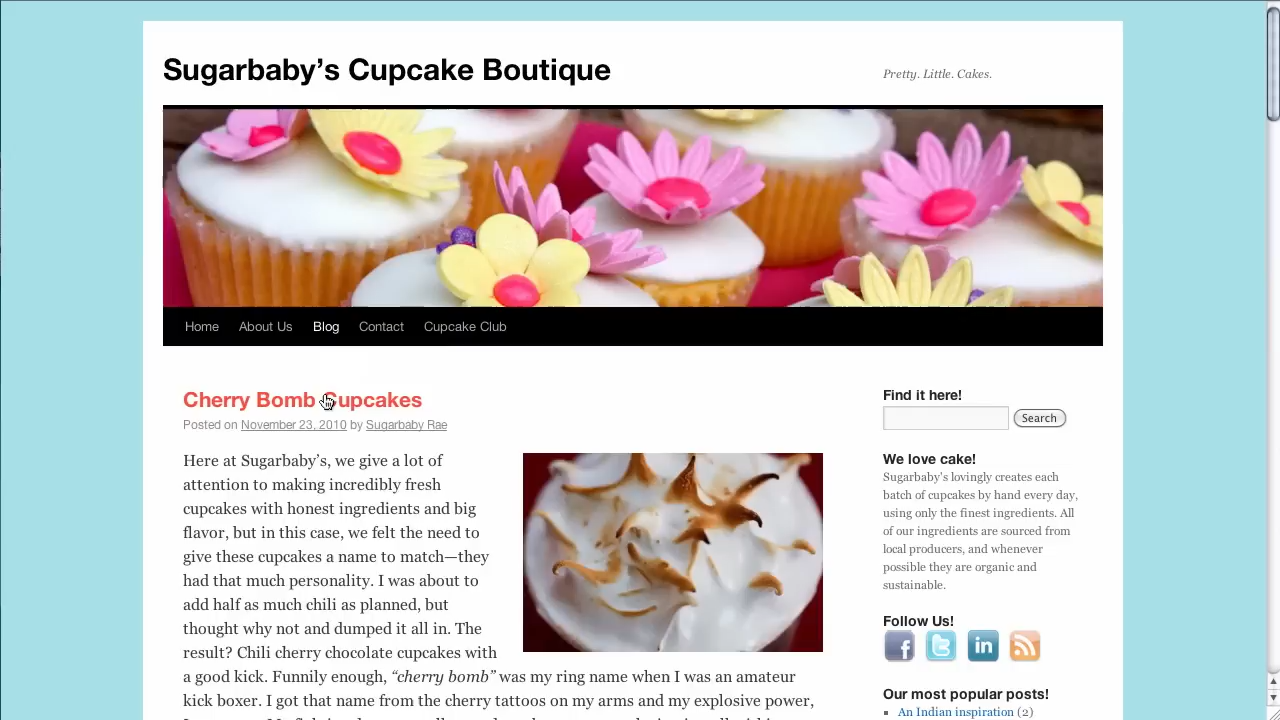 Sugarbaby's Cupcake Boutique
Pretty. Little. Cakes.
Home About Us Blog Contact Cupcake Club
Cherry Bomb Cupcakes
Posted on November 23, 2010 by Sugarbaby Rae
Here at Sugarbaby's, we give a lot of
attention to making incredibly fresh
cupcakes with honest ingredients and big
flavor, but in this case, we felt the need to
give these cupcakes a name to match—they
had that much personality. I was about to
add half as much chili as planned, but
thought why not and dumped it all in. The
result? Chili cherry chocolate cupcakes with
a good kick. Funnily enough, "cherry bomb" was my ring name when I was an amateur
kick boxer. I got that name from the cherry tattoos on my arms and my explosive power,
Find it here!
Search
We love cake!
Sugarbaby's lovingly creates each
batch of cupcakes by hand every day,
using only the finest ingredients. All
of our ingredients are sourced from
local producers, and whenever
possible they are organic and
sustainable.
Follow Us!
f t in
Our most popular posts!
An Indian inspiration (2)